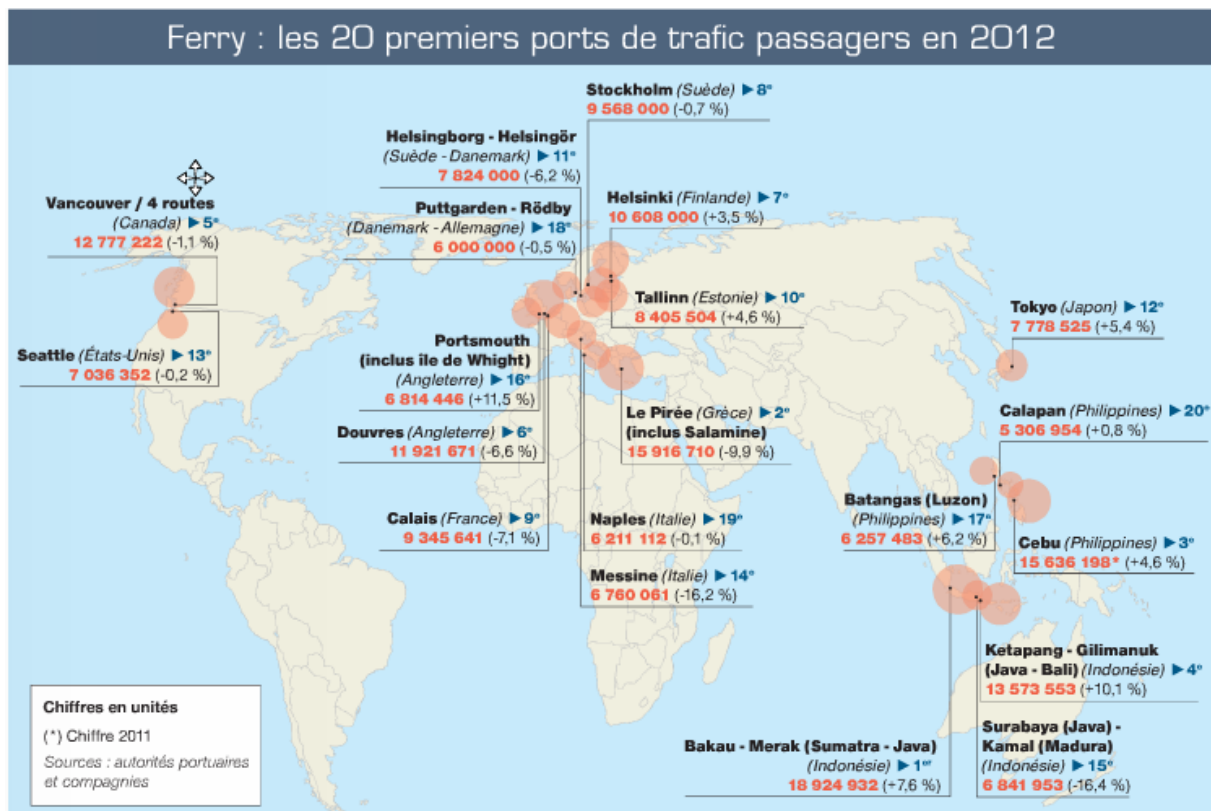 Ferry : les 20 premiers ports de trafic passagers en 2012
Stockholm (Suède) ▶ 8e
9 568 000 (-0,7 %)
Helsingborg - Helsingör
(Suède - Danemark) ▶ 11e
7 824 000 (-6,2 %)
Helsinki (Finlande) ▶ 7e
10 608 000 (+3,5 %)
Vancouver / 4 routes
(Canada) ▶ 5e
12 777 222 (-1,1 %)
Puttgarden - Rödby
(Danemark - Allemagne) ▶ 18e
6 000 000 (-0,5 %)
Tallinn (Estonie) ▶ 10e
8 405 504 (+4,6 %)
Tokyo (Japon) ▶ 12e
7 778 525 (+5,4 %)
Seattle (États-Unis) ▶ 13e
7 036 352 (-0,2 %)
Portsmouth
(inclus île de Whight)
(Angleterre) ▶ 16e
6 814 446 (+11,5 %)
Le Pirée (Grèce) ▶ 2e
(inclus Salamine)
15 916 710 (-9,9 %)
Calapan (Philippines) ▶ 20e
5 306 954 (+0,8 %)
Douvres (Angleterre) ▶ 6e
11 921 671 (-6,6 %)
Batangas (Luzon)
(Philippines) ▶ 17e
6 257 483 (+6,2 %)
Calais (France) ▶ 9e
9 345 641 (-7,1 %)
Naples (Italie) ▶ 19e
6 211 112 (-0,1 %)
Cebu (Philippines) ▶ 3e
15 636 198* (+4,6 %)
Messine (Italie) ▶ 14e
6 760 061 (-16,2 %)
Ketapang - Gilimanuk
(Java - Bali) (Indonésie) ▶ 4e
13 573 553 (+10,1 %)
Surabaya (Java) -
Kamal (Madura)
(Indonésie) ▶ 15e
6 841 953 (-16,4 %)
Bakau - Merak (Sumatra - Java)
(Indonésie) ▶ 1er
18 924 932 (+7,6 %)
Chiffres en unités
(*) Chiffre 2011
Sources : autorités portuaires
et compagnies